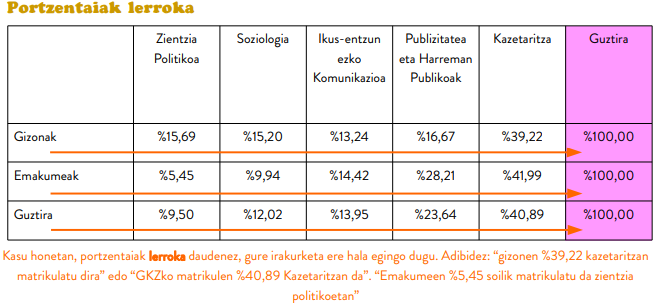 Portzentaiak lerroka
Zientzia Politikoa Soziologia Ikus-entzun ezko Komunikazioa Publizitatea eta Harreman Publikoak Kazetaritza Guztira
Gizonak %15,69 %15,20 %13,24 %16,67 %39,22 %100,00
Emakumeak %5,45 %9,94 %14,42 %28,21 %41,99 %100,00
Guztira %9,50 %12,02 %13,95 %23,64 %40,89 %100,00
Kasu honetan, portzentaiak lerroka daudenez, gure irakurketa ere hala egingo dugu. Adibidez: “gizonen %39,22 kazetaritzan
matrikulatu dira” edo “GKZko matrikulen %40,89 Kazetaritzan da”. “Emakumeen %5,45 soilik matrikulatu da zientzia
politikoetan”